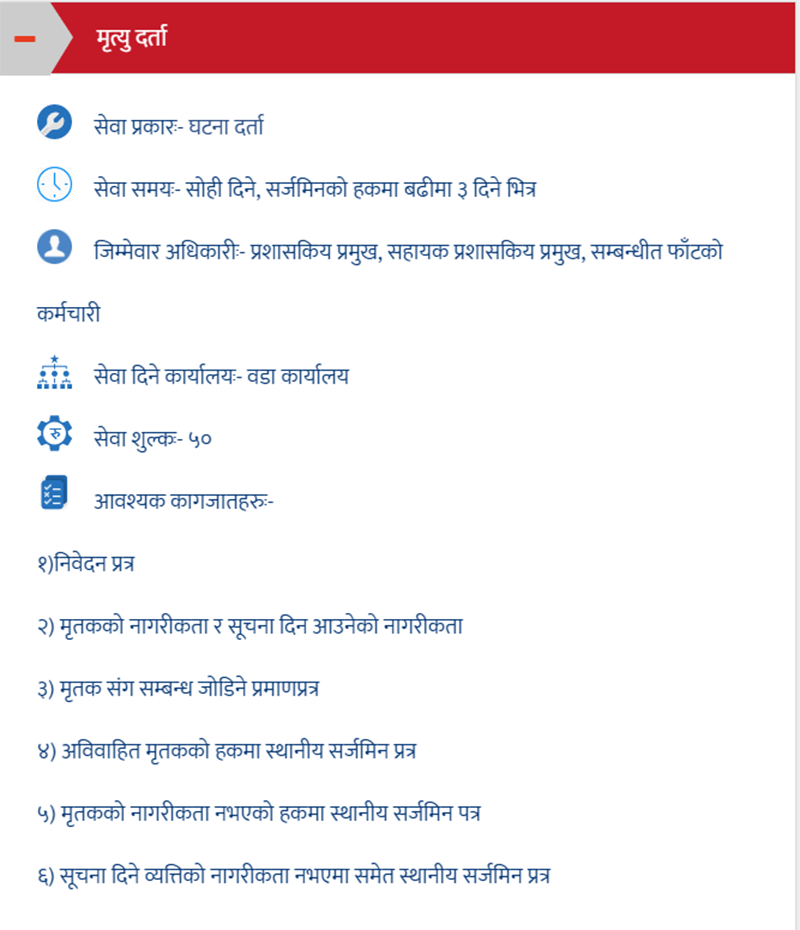 मृत्यु दर्ता
सेवा प्रकारः- घटना दर्ता
सेवा समयः- सोही दिने, सर्जमिनको हकमा बढीमा ३ दिने भित्र
जिम्मेवार अधिकारीः- प्रशासकिय प्रमुख, सहायक प्रशासकिय प्रमुख, सम्बन्धीत फाँटको
कर्मचारी
सेवा दिने कार्यालयः- वडा कार्यालय
रु
सेवा शुल्कः- ५०
आवश्यक कागजातहरुः-
१)निवेदन प्रत्र
२) मृतकको नागरीकता र सूचना दिन आउनेको नागरीकता
३) मृतक संग सम्बन्ध जोडिने प्रमाणप्रत्र
४) अविवाहित मृतकको हकमा स्थानीय सर्जमिन प्रत्र
५) मृतकको नागरीकता नभएको हकमा स्थानीय सर्जमिन पत्र
६) सूचना दिने व्यत्तिको नागरीकता नभएमा समेत स्थानीय सर्जमिन प्रत्र